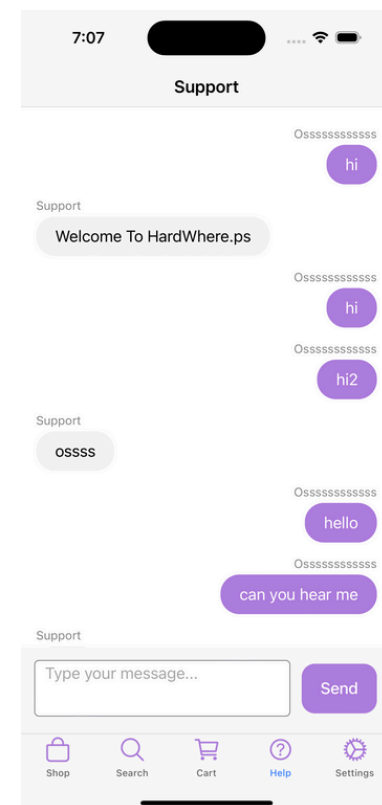 7:07
Support
Osssssssssssss
hi
Support
Welcome To HardWhere.ps
Osssssssssssss
hi
Osssssssssssss
hi2
Support
ossss
Osssssssssssss
hello
Osssssssssssss
can you hear me
Support
Type your message...
Send
Shop
Search
Cart
Help
Settings